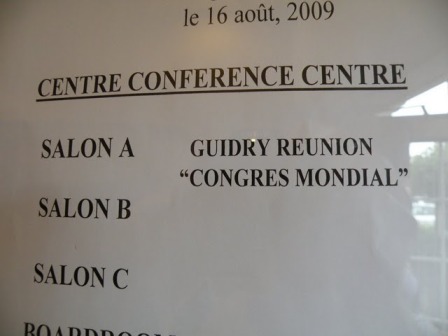 le 16 août, 2009
CENTRE CONFERENCE CENTRE
SALON A GUIDRY REUNION
"CONGRES MONDIAL"
SALON B
SALON C